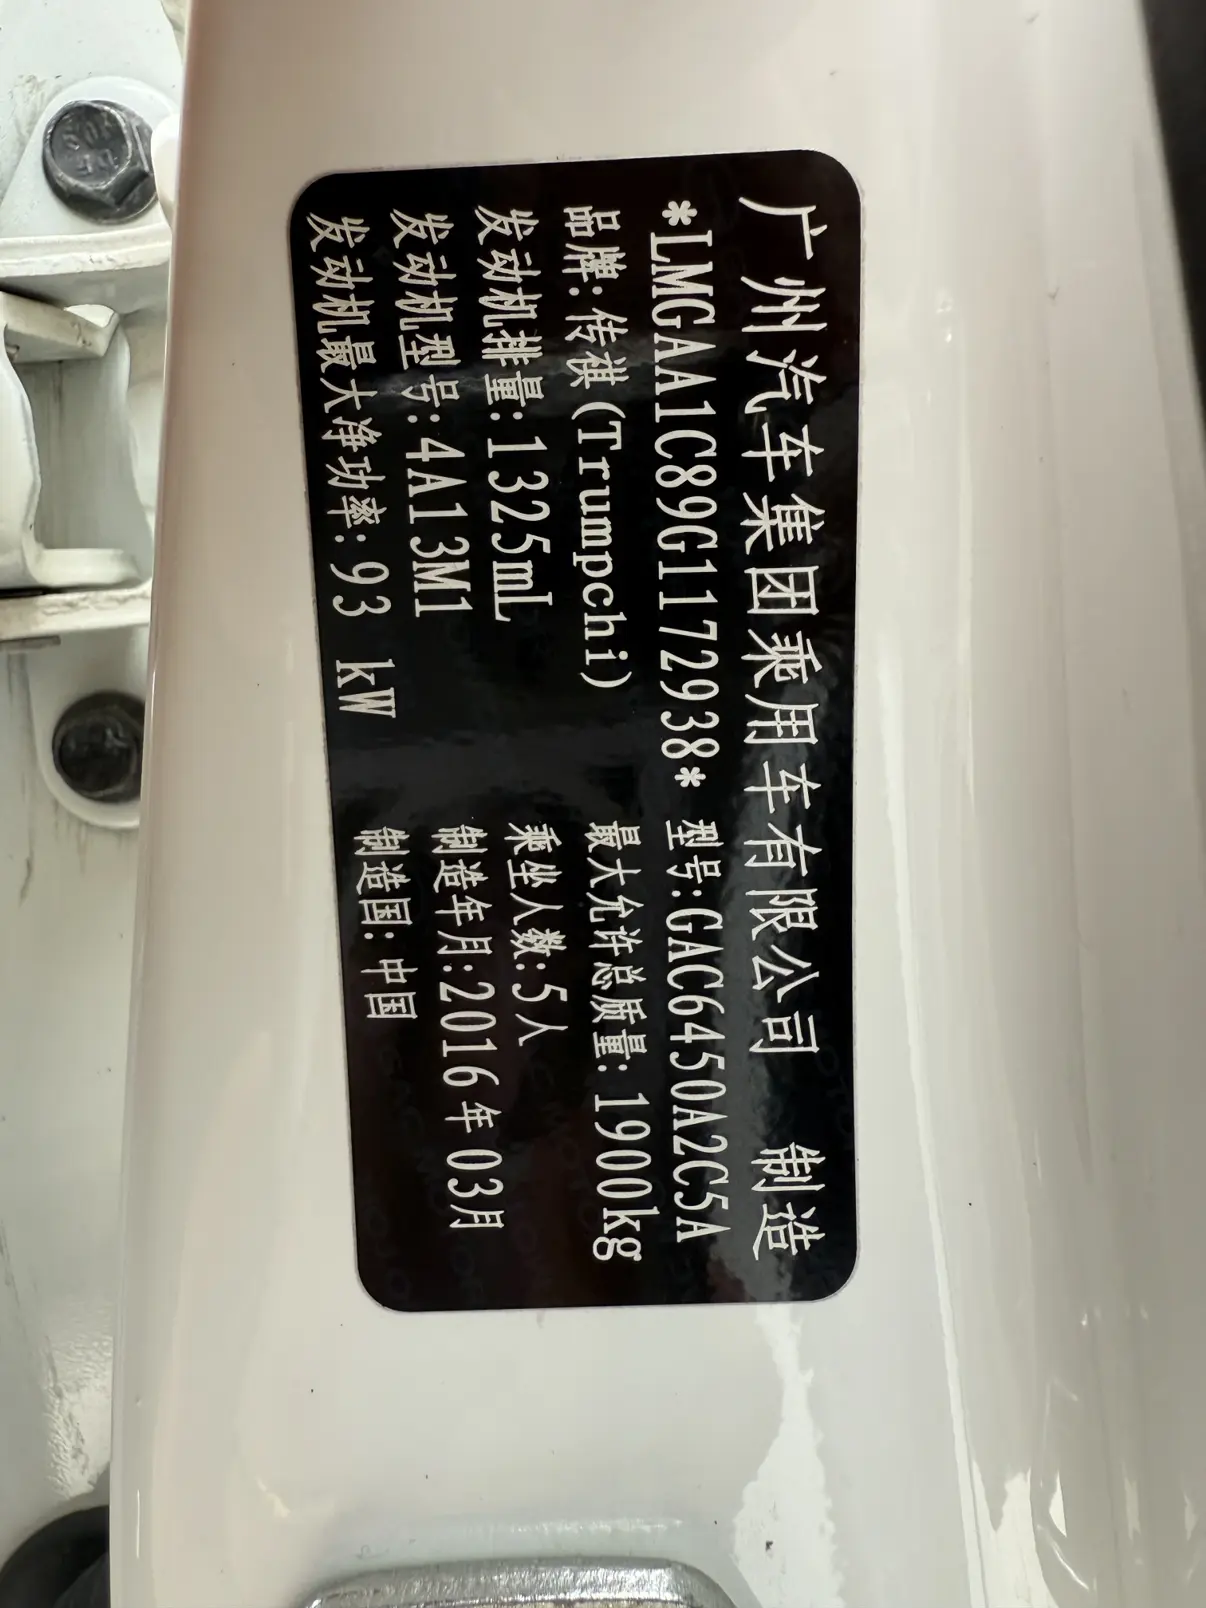 广州汽车集团乘用车有限公司 制造
*LMGAA1C89G1172938* 型号:GAC6450A2C5A
品牌:传祺(Trumpchi) 最大允许总质量:1900kg
发动机排量:1325mL 乘坐人数:5人
发动机型号:4A13M1 制造年月:2016年03月
发动机最大净功率:93 kW 制造国:中国